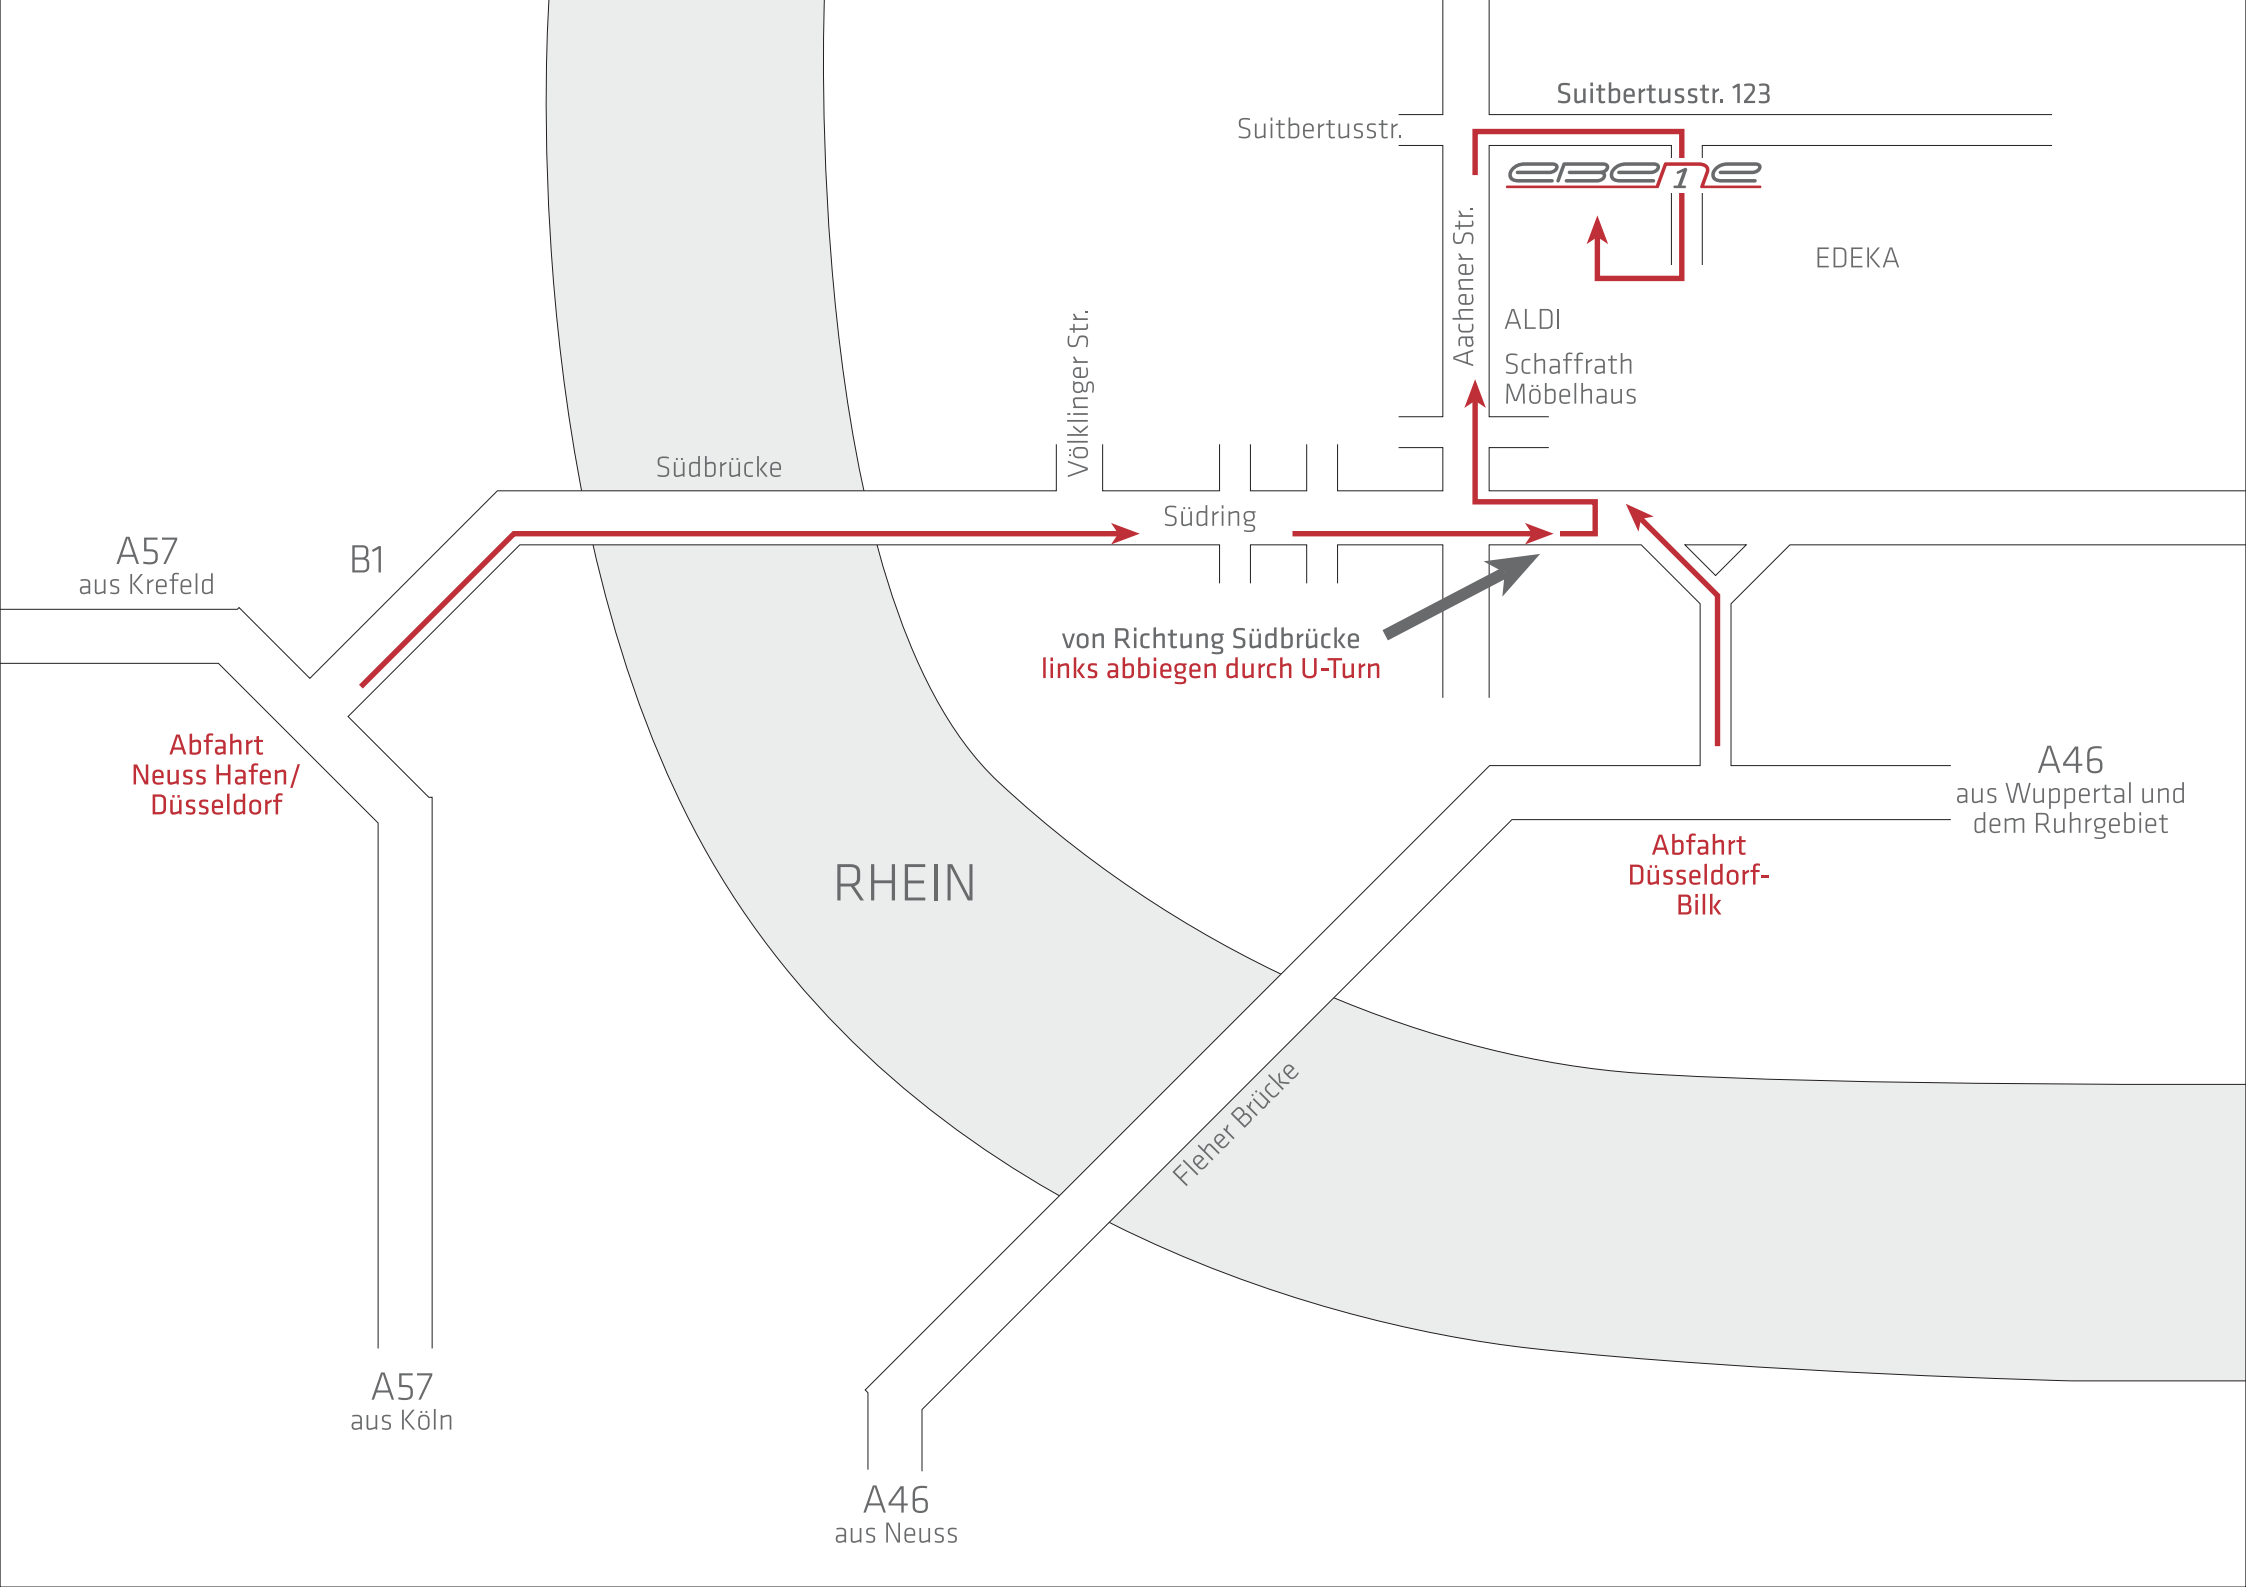 Suitbertusstr. 123
Suitbertusstr.
eBene
1
Aachener Str.
EDEKA
ALDI
Schaffrath
Möbelhaus
Völklinger Str.
Südbrücke
Südring
A57
aus Krefeld
B1
von Richtung Südbrücke
links abbiegen durch U-Turn
Abfahrt
Neuss Hafen/
Düsseldorf
A46
aus Wuppertal und
dem Ruhrgebiet
Abfahrt
Düsseldorf-
Bilk
RHEIN
Fleher Brücke
A57
aus Köln
A46
aus Neuss